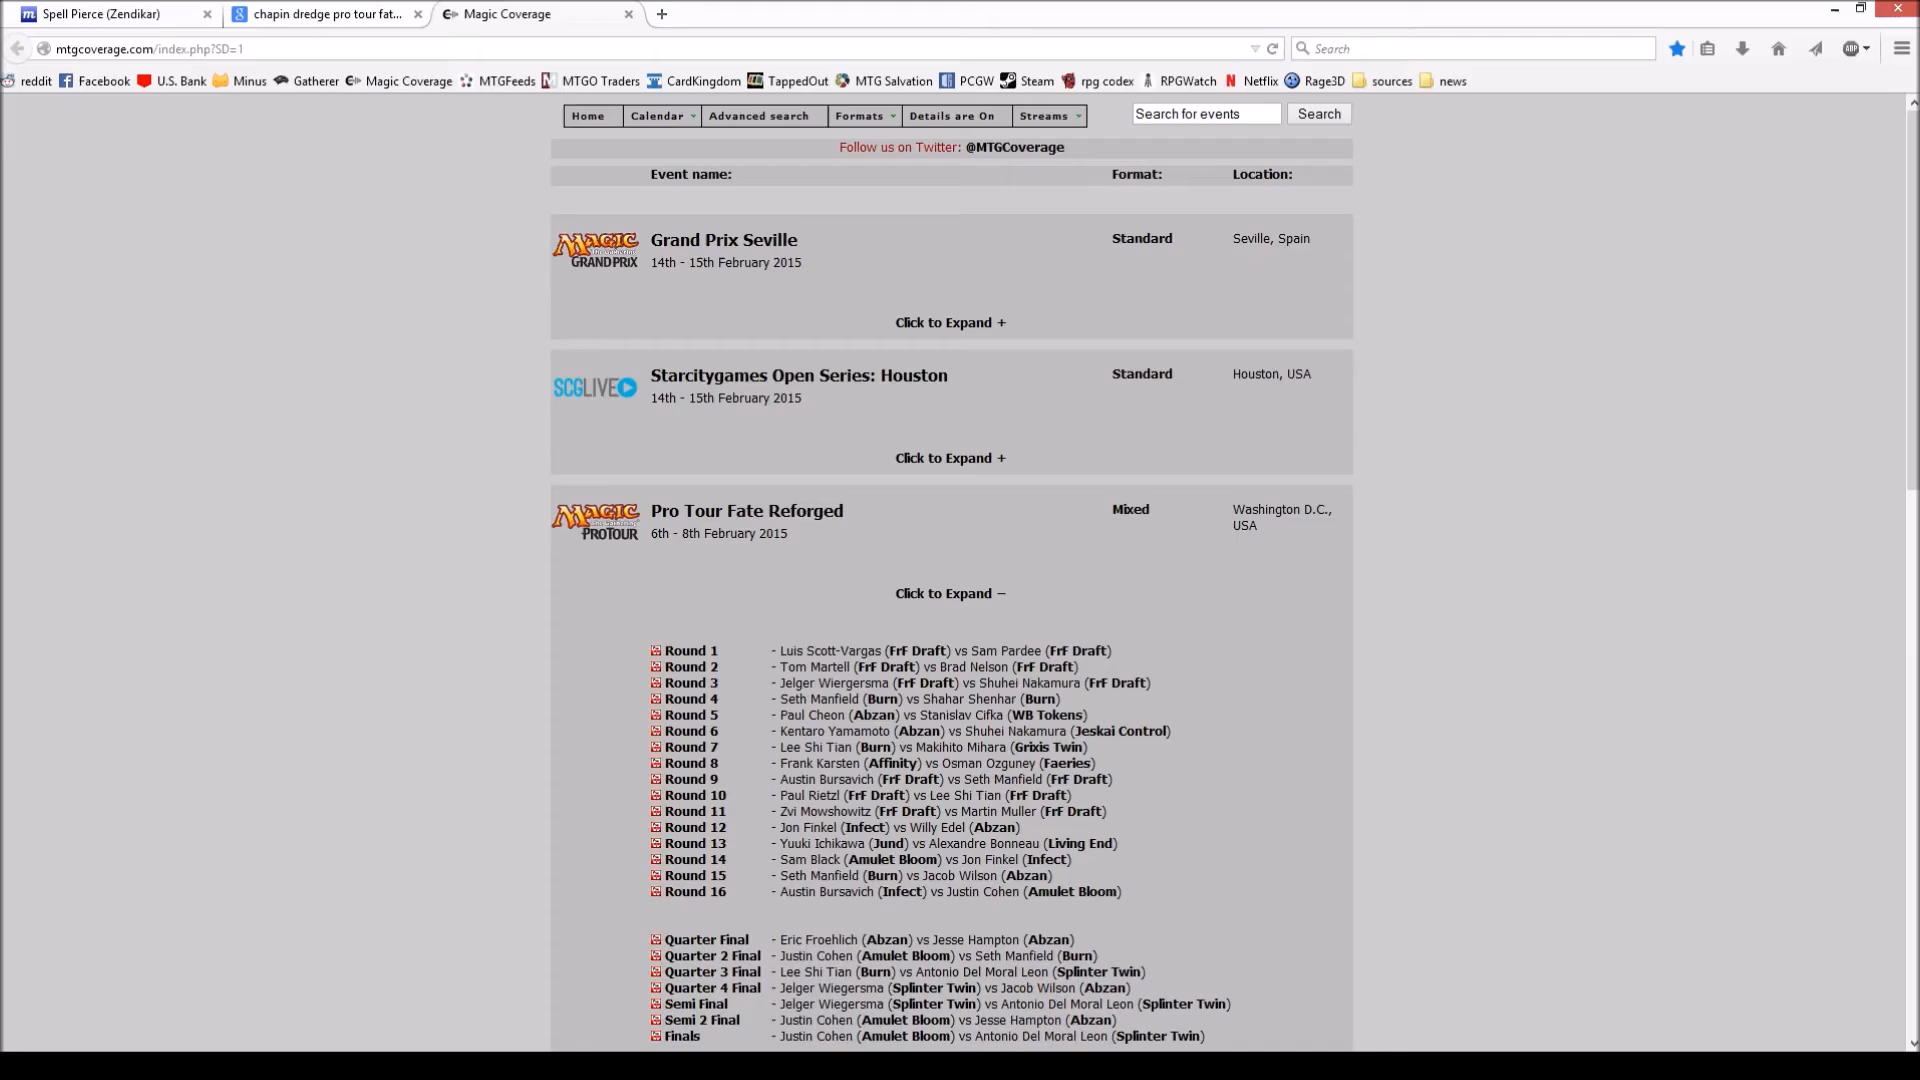 Spell Pierce (Zendikar)
chapin dredge pro tour fat...
Magic Coverage
mtgcoverage.com/index.php?SD=1
Search
ABP
reddit Facebook U.S. Bank Minus Gatherer Magic Coverage MTGFeeds MTGO Traders CardKingdom TappedOut MTG Salvation PCGW Steam rpg codex RPGWatch Netflix Rage3D sources news
Home Calendar Advanced search Formats Details are On Streams Search for events Search
Follow us on Twitter: @MTGCoverage
Event name: Format: Location:
MAGIC
GRAND PRIX
Grand Prix Seville Standard Seville, Spain
14th - 15th February 2015
Click to Expand +
SCGLIVE
Starcitygames Open Series: Houston Standard Houston, USA
14th - 15th February 2015
Click to Expand +
MAGIC
PRO TOUR
Pro Tour Fate Reforged Mixed Washington D.C.,
USA
6th - 8th February 2015
Click to Expand −
Round 1 - Luis Scott-Vargas (FrF Draft) vs Sam Pardee (FrF Draft)
Round 2 - Tom Martell (FrF Draft) vs Brad Nelson (FrF Draft)
Round 3 - Jelger Wiergersma (FrF Draft) vs Shuhei Nakamura (FrF Draft)
Round 4 - Seth Manfield (Burn) vs Shahar Shenhar (Burn)
Round 5 - Paul Cheon (Abzan) vs Stanislav Cifka (WB Tokens)
Round 6 - Kentaro Yamamoto (Abzan) vs Shuhei Nakamura (Jeskai Control)
Round 7 - Lee Shi Tian (Burn) vs Makihito Mihara (Grixis Twin)
Round 8 - Frank Karsten (Affinity) vs Osman Ozguney (Faeries)
Round 9 - Austin Bursavich (FrF Draft) vs Seth Manfield (FrF Draft)
Round 10 - Paul Rietzl (FrF Draft) vs Lee Shi Tian (FrF Draft)
Round 11 - Zvi Mowshowitz (FrF Draft) vs Martin Muller (FrF Draft)
Round 12 - Jon Finkel (Infect) vs Willy Edel (Abzan)
Round 13 - Yuuki Ichikawa (Jund) vs Alexandre Bonneau (Living End)
Round 14 - Sam Black (Amulet Bloom) vs Jon Finkel (Infect)
Round 15 - Seth Manfield (Burn) vs Jacob Wilson (Abzan)
Round 16 - Austin Bursavich (Infect) vs Justin Cohen (Amulet Bloom)
Quarter Final - Eric Froehlich (Abzan) vs Jesse Hampton (Abzan)
Quarter 2 Final - Justin Cohen (Amulet Bloom) vs Seth Manfield (Burn)
Quarter 3 Final - Lee Shi Tian (Burn) vs Antonio Del Moral Leon (Splinter Twin)
Quarter 4 Final - Jelger Wiegersma (Splinter Twin) vs Jacob Wilson (Abzan)
Semi Final - Jelger Wiegersma (Splinter Twin) vs Antonio Del Moral Leon (Splinter Twin)
Semi 2 Final - Justin Cohen (Amulet Bloom) vs Jesse Hampton (Abzan)
Finals - Justin Cohen (Amulet Bloom) vs Antonio Del Moral Leon (Splinter Twin)